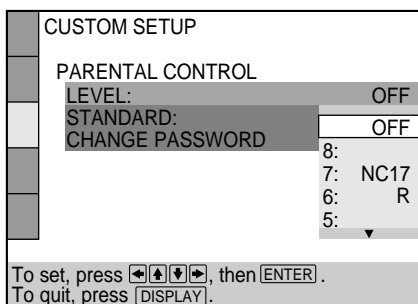 CUSTOM SETUP
PARENTAL CONTROL
LEVEL: OFF
STANDARD:
OFF
CHANGE PASSWORD
8:
7: NC17
6: R
5:
To set, press ←↑↓→, then ENTER.
To quit, press DISPLAY.